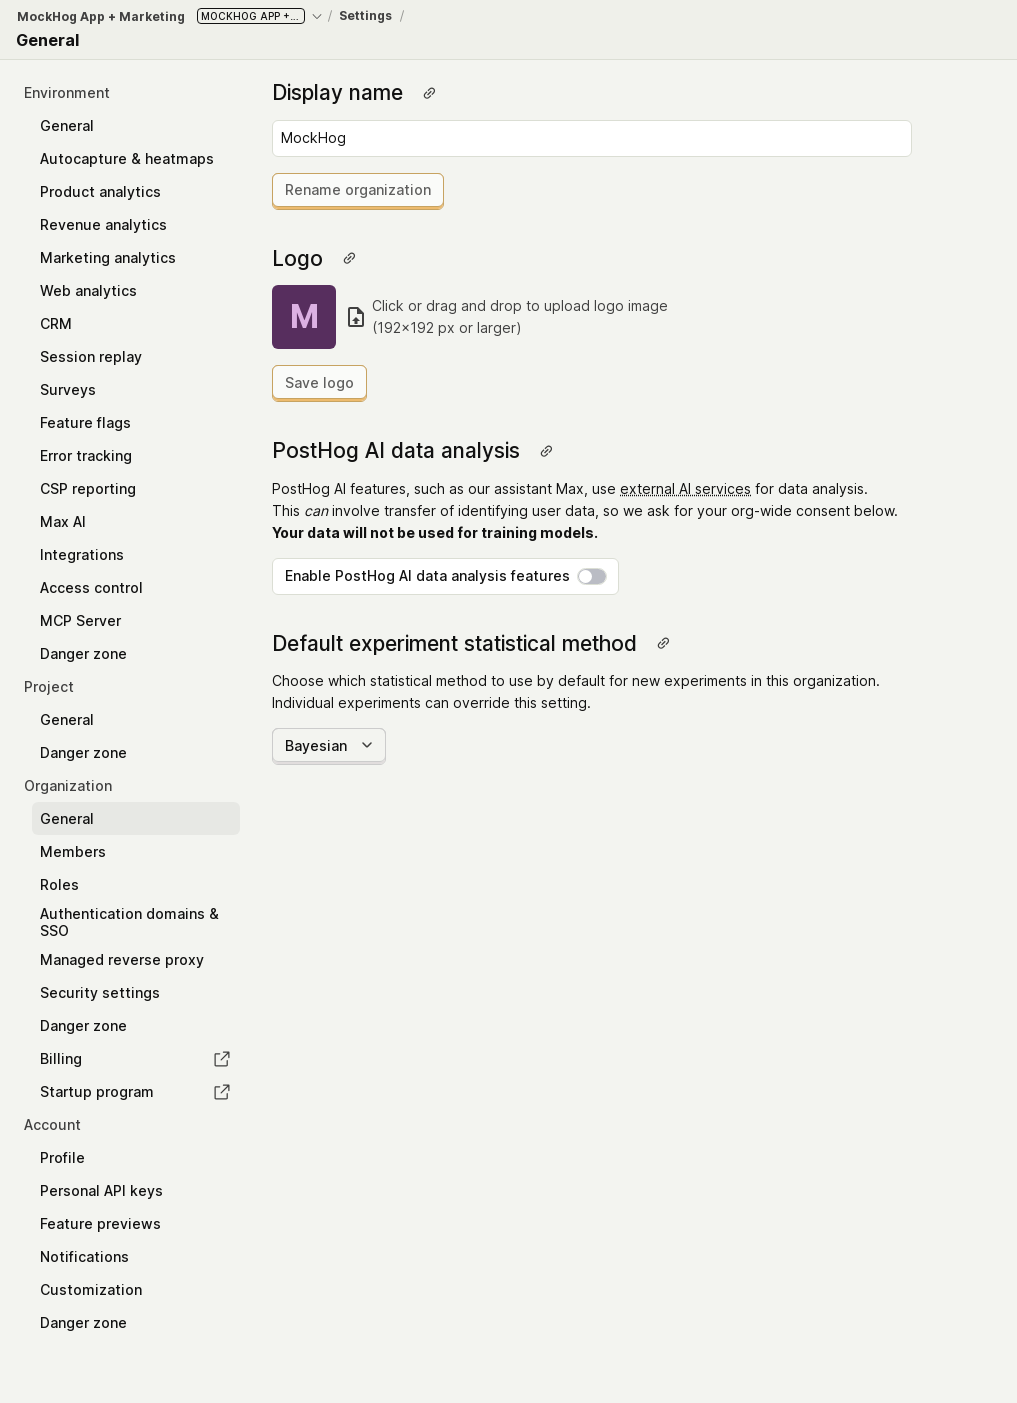 MockHog App + Marketing MOCKHOG APP +... / Settings /
General
Environment
General
Autocapture & heatmaps
Product analytics
Revenue analytics
Marketing analytics
Web analytics
CRM
Session replay
Surveys
Feature flags
Error tracking
CSP reporting
Max AI
Integrations
Access control
MCP Server
Danger zone
Project
General
Danger zone
Organization
General
Members
Roles
Authentication domains &
SSO
Managed reverse proxy
Security settings
Danger zone
Billing
Startup program
Account
Profile
Personal API keys
Feature previews
Notifications
Customization
Danger zone
Display name
MockHog
Rename organization
Logo
M
Click or drag and drop to upload logo image
(192×192 px or larger)
Save logo
PostHog AI data analysis
PostHog AI features, such as our assistant Max, use external AI services for data analysis.
This can involve transfer of identifying user data, so we ask for your org-wide consent below.
Your data will not be used for training models.
Enable PostHog AI data analysis features
Default experiment statistical method
Choose which statistical method to use by default for new experiments in this organization.
Individual experiments can override this setting.
Bayesian